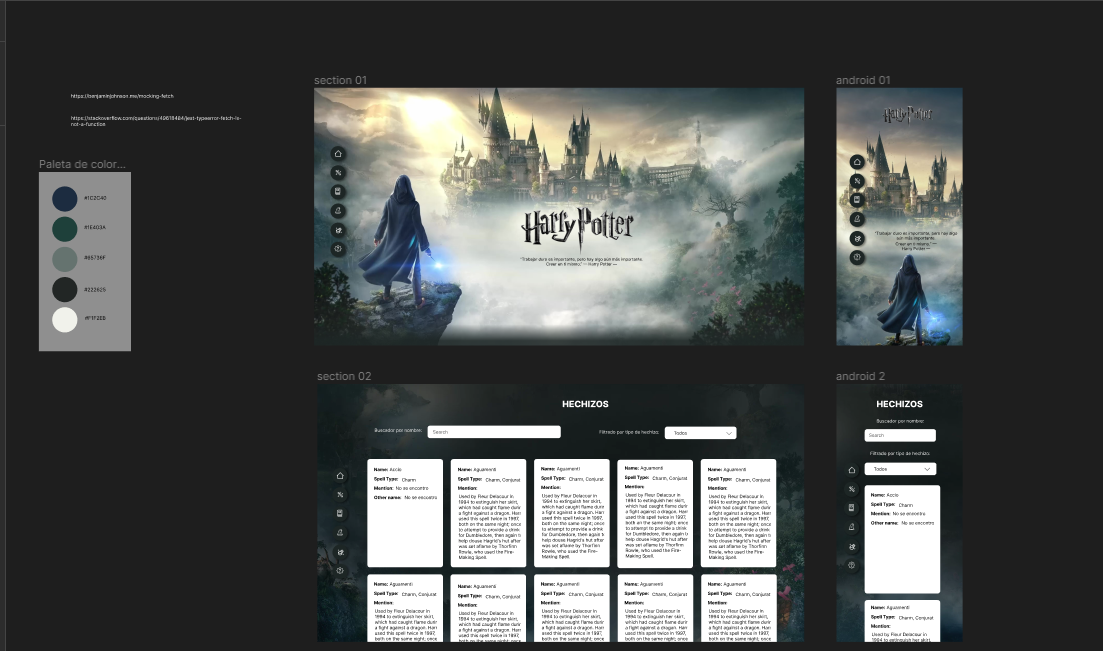 https://benjaminjohnson.me/mocking-fetch
https://stackoverflow.com/questions/49616484/jest-typeerror-fetch-is-
not-a-function
Paleta de color...
#1C2C40
#1E403A
#65736F
#222625
#F1F2EB
section 01
Harry Potter
"Trabajar duro es importante, pero hay algo aún más importante.
Creer en ti mismo." — Harry Potter —
android 01
Harry Potter
"Trabajar duro es importante, pero hay algo
aún más importante.
Creer en ti mismo." —
Harry Potter —
section 02
HECHIZOS
Buscador por nombre:
Search
Filtrado por tipo de hechizo:
Todos
Name: Accio
Spell Type: Charm
Mention: No se encontro
Other name: No se encontro
Name: Aguamenti
Spell Type: Charm, Conjurat
Mention:
Used by Fleur Delacour in
1994 to extinguish her skirt,
which had caught flame durir
a fight against a dragon. Harr
used this spell twice in 1997,
both on the same night; once
to attempt to provide a drink
for Dumbledore, then again t
help douse Hagrid's hut after
was set aflame by Thorfinn
Rowle, who used the Fire-
Making Spell.
Name: Aguamenti
Spell Type: Charm, Conjurat
Mention:
Used by Fleur Delacour in
1994 to extinguish her skirt,
which had caught flame durir
a fight against a dragon. Harr
used this spell twice in 1997,
both on the same night; once
to attempt to provide a drink
for Dumbledore, then again t
help douse Hagrid's hut after
was set aflame by Thorfinn
Rowle, who used the Fire-
Making Spell.
Name: Aguamenti
Spell Type: Charm, Conjurat
Mention:
Used by Fleur Delacour in
1994 to extinguish her skirt,
which had caught flame durir
a fight against a dragon. Harr
used this spell twice in 1997,
both on the same night; once
to attempt to provide a drink
for Dumbledore, then again t
help douse Hagrid's hut after
was set aflame by Thorfinn
Rowle, who used the Fire-
Making Spell.
Name: Aguamenti
Spell Type: Charm, Conjurat
Mention:
Used by Fleur Delacour in
1994 to extinguish her skirt,
which had caught flame durir
a fight against a dragon. Harr
used this spell twice in 1997,
both on the same night; once
to attempt to provide a drink
for Dumbledore, then again t
help douse Hagrid's hut after
was set aflame by Thorfinn
Rowle, who used the Fire-
Making Spell.
Name: Aguamenti
Spell Type: Charm, Conjurat
Mention:
Used by Fleur Delacour in
1994 to extinguish her skirt,
which had caught flame durir
a fight against a dragon. Harr
used this spell twice in 1997,
both on the same night; once
Name: Aguamenti
Spell Type: Charm, Conjurat
Mention:
Used by Fleur Delacour in
1994 to extinguish her skirt,
which had caught flame durir
a fight against a dragon. Harr
used this spell twice in 1997,
both on the same night; once
Name: Aguamenti
Spell Type: Charm, Conjurat
Mention:
Used by Fleur Delacour in
1994 to extinguish her skirt,
which had caught flame durir
a fight against a dragon. Harr
used this spell twice in 1997,
both on the same night; once
Name: Aguamenti
Spell Type: Charm, Conjurat
Mention:
Used by Fleur Delacour in
1994 to extinguish her skirt,
which had caught flame durir
a fight against a dragon. Harr
used this spell twice in 1997,
both on the same night; once
Name: Aguamenti
Spell Type: Charm, Conjurat
Mention:
Used by Fleur Delacour in
1994 to extinguish her skirt,
which had caught flame durir
a fight against a dragon. Harr
used this spell twice in 1997,
both on the same night; once
android 2
HECHIZOS
Buscador por nombre:
Search
Filtrado por tipo de hechizo:
Todos
Name: Accio
Spell Type: Charm
Mention: No se encontro
Other name: No se encontro
Name: Aguamenti
Spell Type: Charm, Conjurat
Mention:
Used by Fleur Delacour in